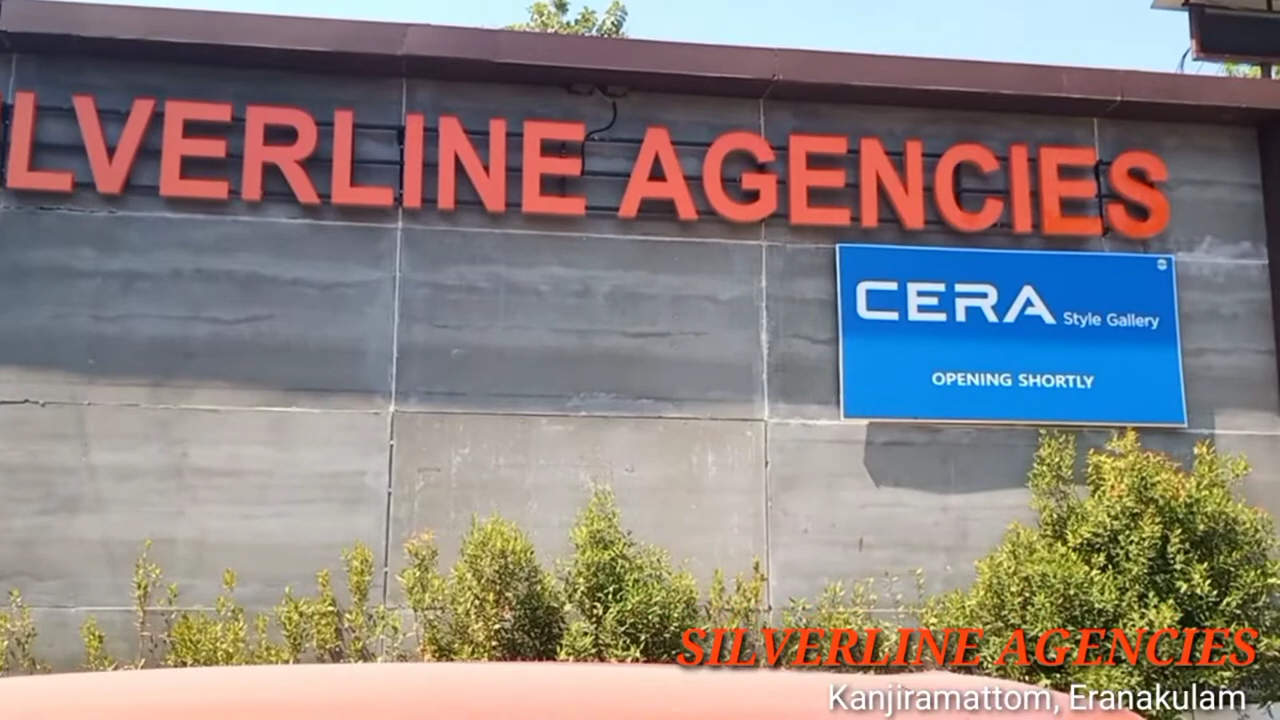 LVERLINE AGENCIES
CERA Style Gallery
OPENING SHORTLY
SILVERLINE AGENCIES
Kanjiramattom, Eranakulam